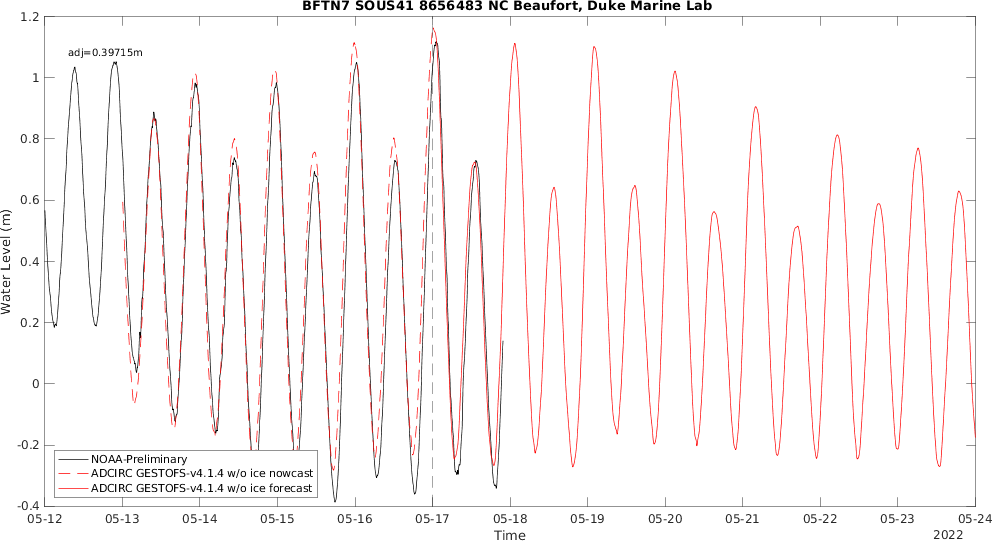 BFTN7 SOUS41 8656483 NC Beaufort, Duke Marine Lab
adj=0.39715m
Water Level (m)
1.2
1
0.8
0.6
0.4
0.2
0
-0.2
-0.4
NOAA-Preliminary
ADCIRC GESTOFS-v4.1.4 w/o ice nowcast
ADCIRC GESTOFS-v4.1.4 w/o ice forecast
05-12 05-13 05-14 05-15 05-16 05-17 05-18 05-19 05-20 05-21 05-22 05-23 05-24
Time
2022